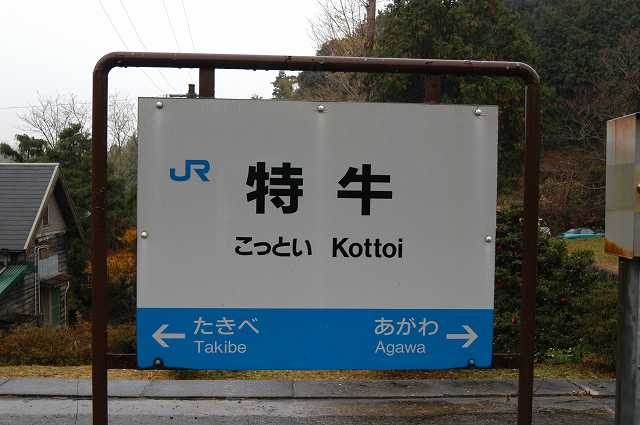 JR
特牛
こっとい Kottoi
← たきべ あがわ →
Takibe Agawa